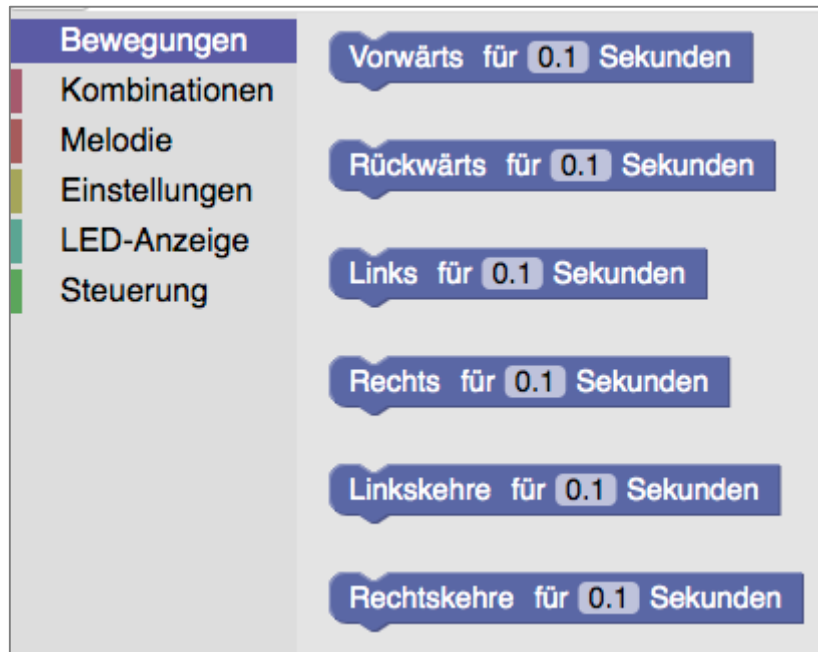 Bewegungen
Kombinationen
Melodie
Einstellungen
LED-Anzeige
Steuerung
Vorwärts für 0.1 Sekunden
Rückwärts für 0.1 Sekunden
Links für 0.1 Sekunden
Rechts für 0.1 Sekunden
Linkskehre für 0.1 Sekunden
Rechtskehre für 0.1 Sekunden